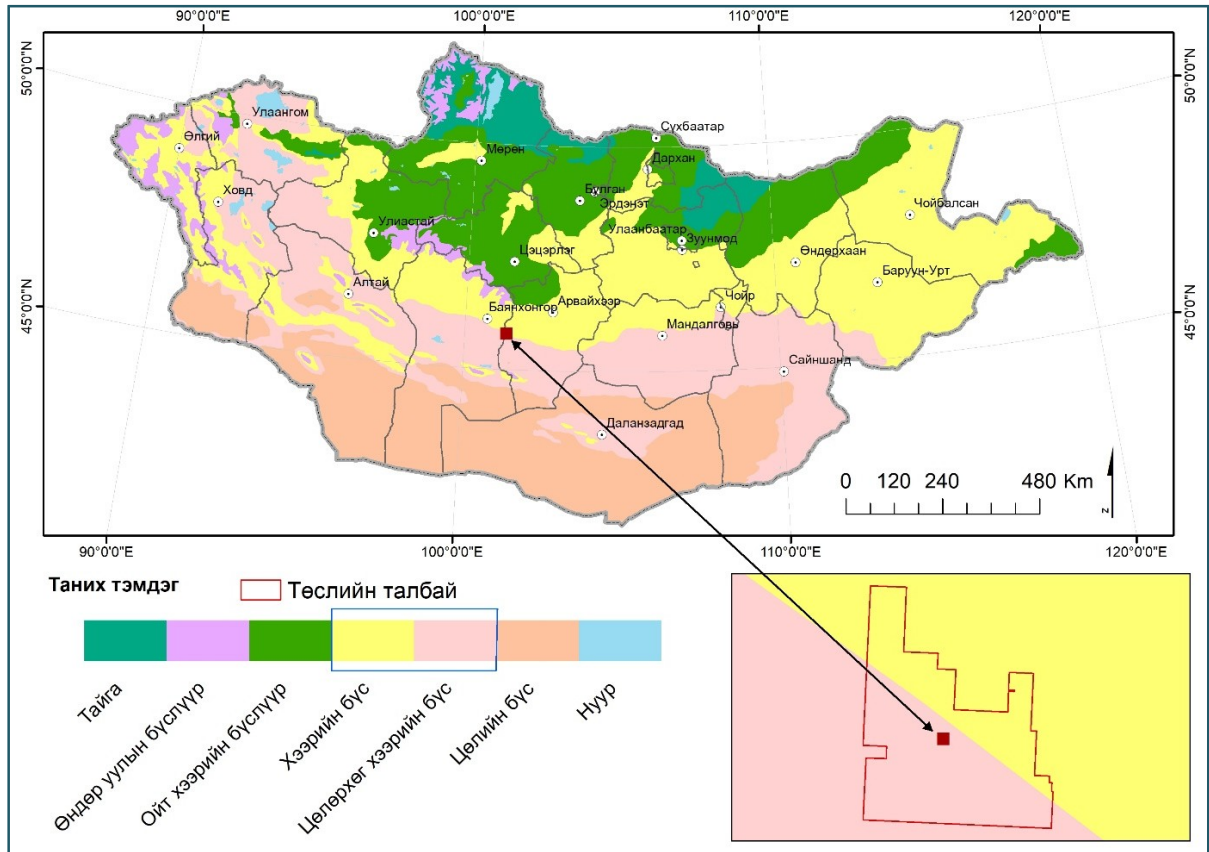 90°0'0"E
100°0'0"E
110°0'0"E
120°0'0"E
50°0'0"N
50°0'0"N
Улаангом
Өлгий
Сүхбаатар
Мөрөн
Дархан
Ховд
Булган
Эрдэнэт
Чойбалсан
Улиастай
Улаанбаатар
Зуунмод
Цэцэрлэг
Өндөрхаан
Баруун-Урт
Алтай
45°0'0"N
45°0'0"N
Баянхонгор
Арвайхээр
Чойр
Мандалговь
Сайншанд
Даланзадгад
0 120 240 480 Km
z
90°0'0"E
100°0'0"E
110°0'0"E
120°0'0"E
Таних тэмдэг
Төслийн талбай
Тайга
Өндөр уулын бүслүүр
Ойт хээрийн бүслүүр
Хээрийн бүс
Цөлөрхөг хээрийн бүс
Цөлийн бүс
Нуур